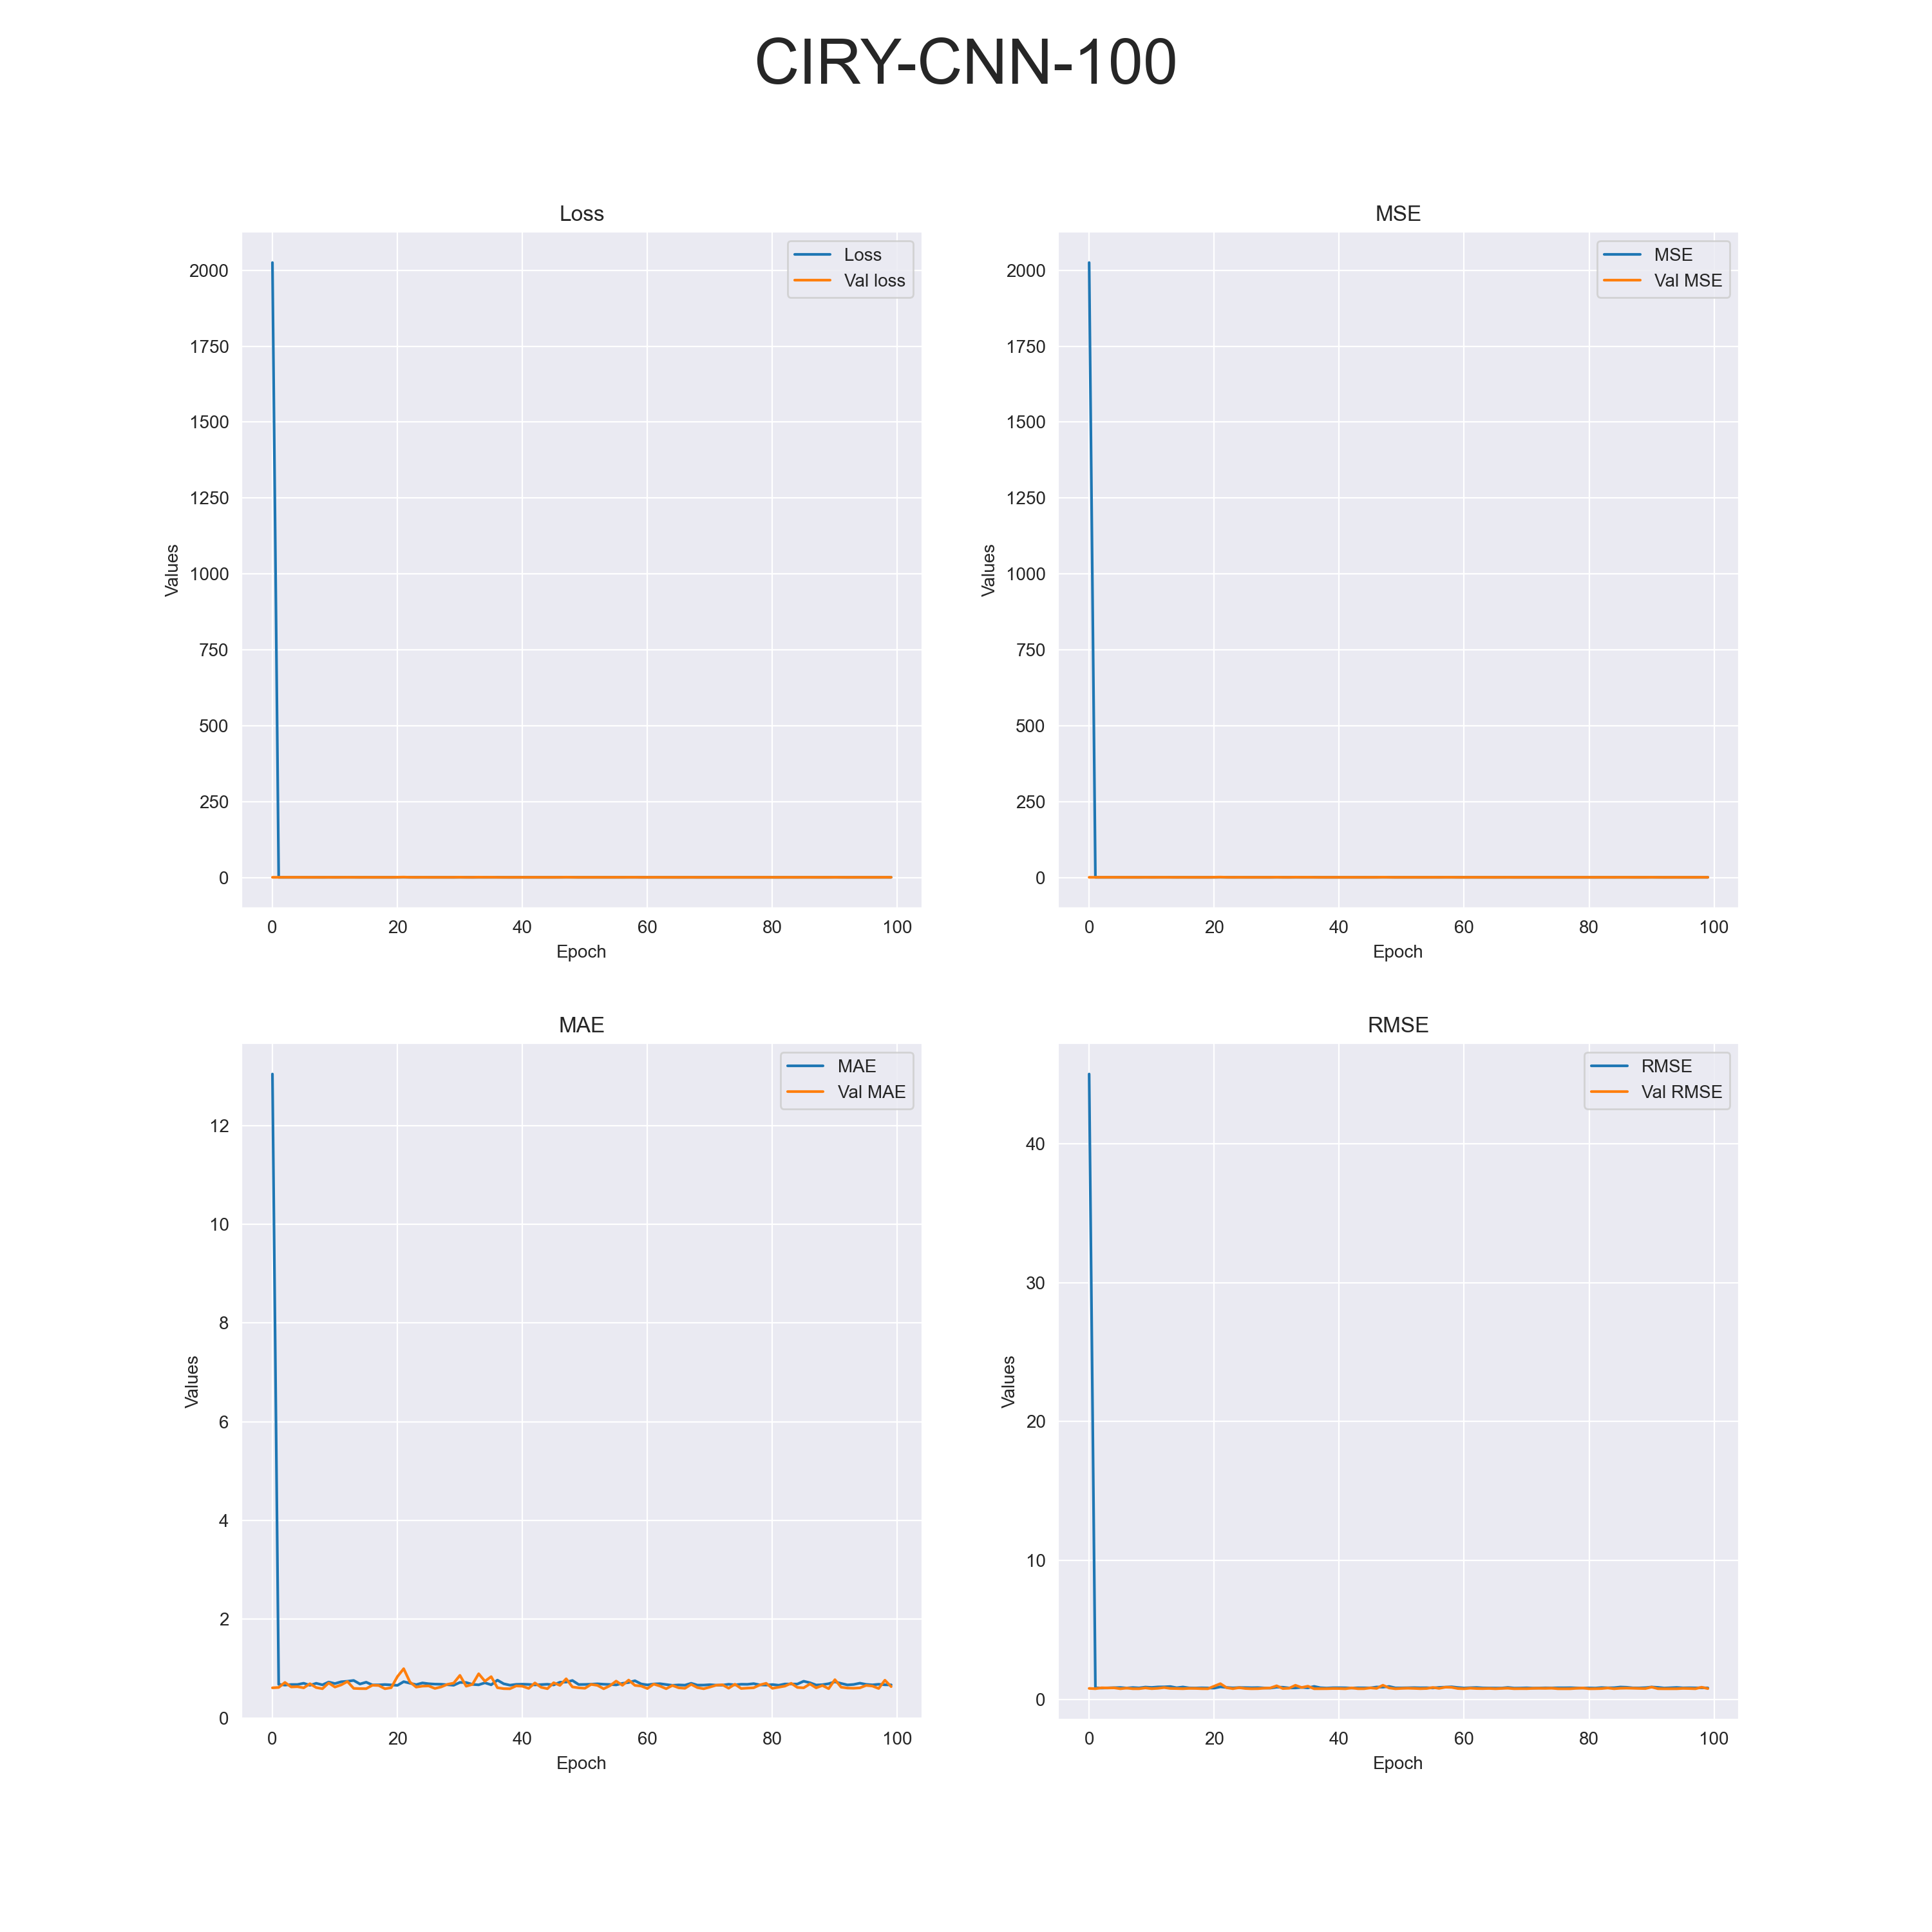 CIRY-CNN-100
Loss
Loss
Val loss
2000
1750
1500
1250
1000
750
500
250
0
Values
0 20 40 60 80 100
Epoch
MSE
MSE
Val MSE
2000
1750
1500
1250
1000
750
500
250
0
Values
0 20 40 60 80 100
Epoch
MAE
MAE
Val MAE
12
10
8
6
4
2
0
Values
0 20 40 60 80 100
Epoch
RMSE
RMSE
Val RMSE
40
30
20
10
0
Values
0 20 40 60 80 100
Epoch